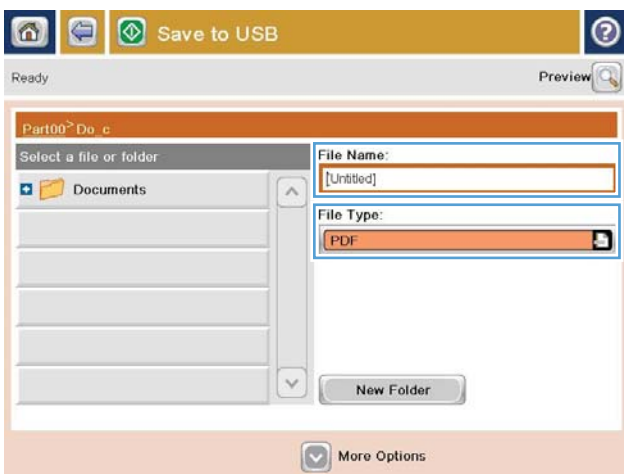 Save to USB
Ready
Preview
Part00>Do_c
Select a file or folder
Documents
File Name:
[Untitled]
File Type:
PDF
New Folder
More Options